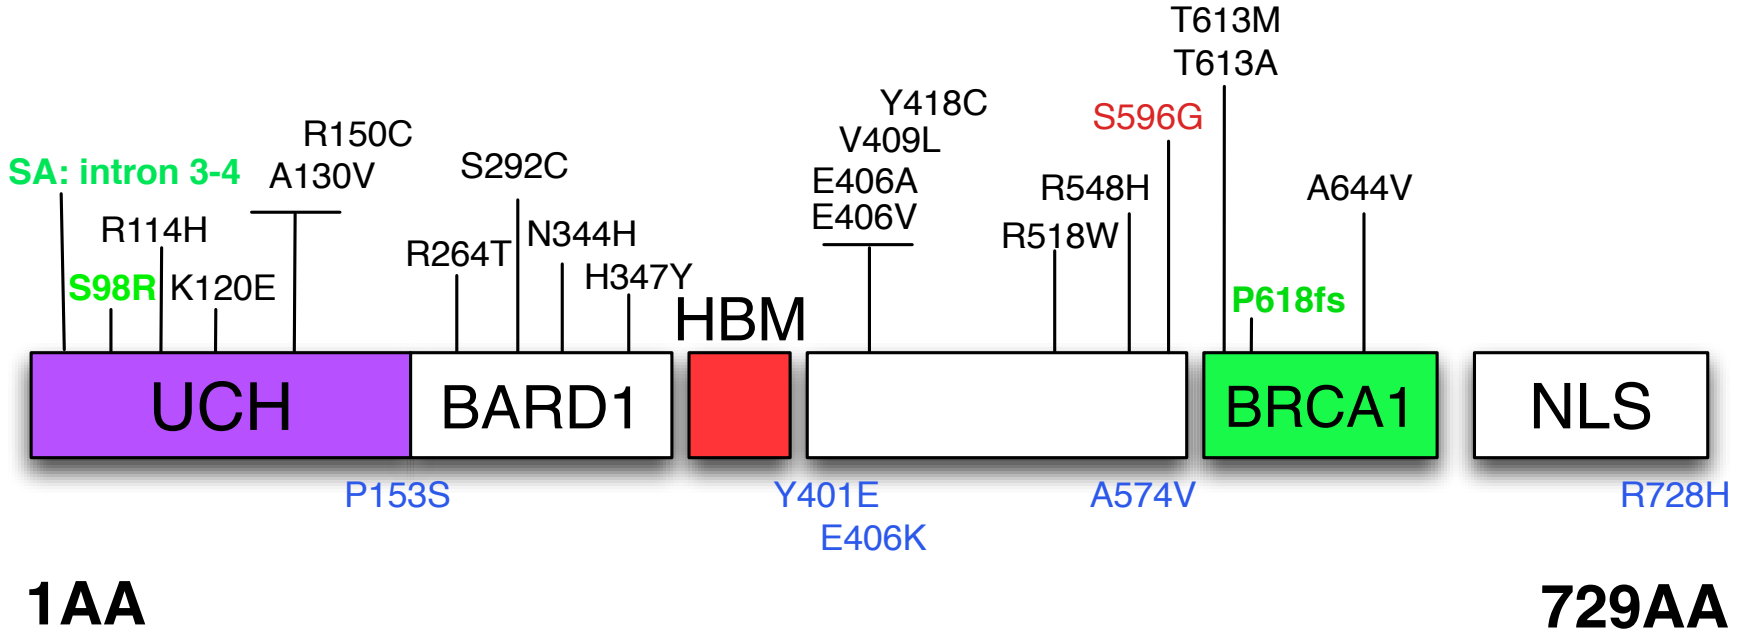 T613M
T613A
Y418C
S596G
V409L
R150C
SA: intron 3-4
A130V
S292C
E406A
E406V
R548H
A644V
R114H
R264T
N344H
R518W
S98R
K120E
H347Y
P618fs
HBM
UCH
BARD1
BRCA1
NLS
P153S
Y401E
A574V
R728H
E406K
1AA
729AA